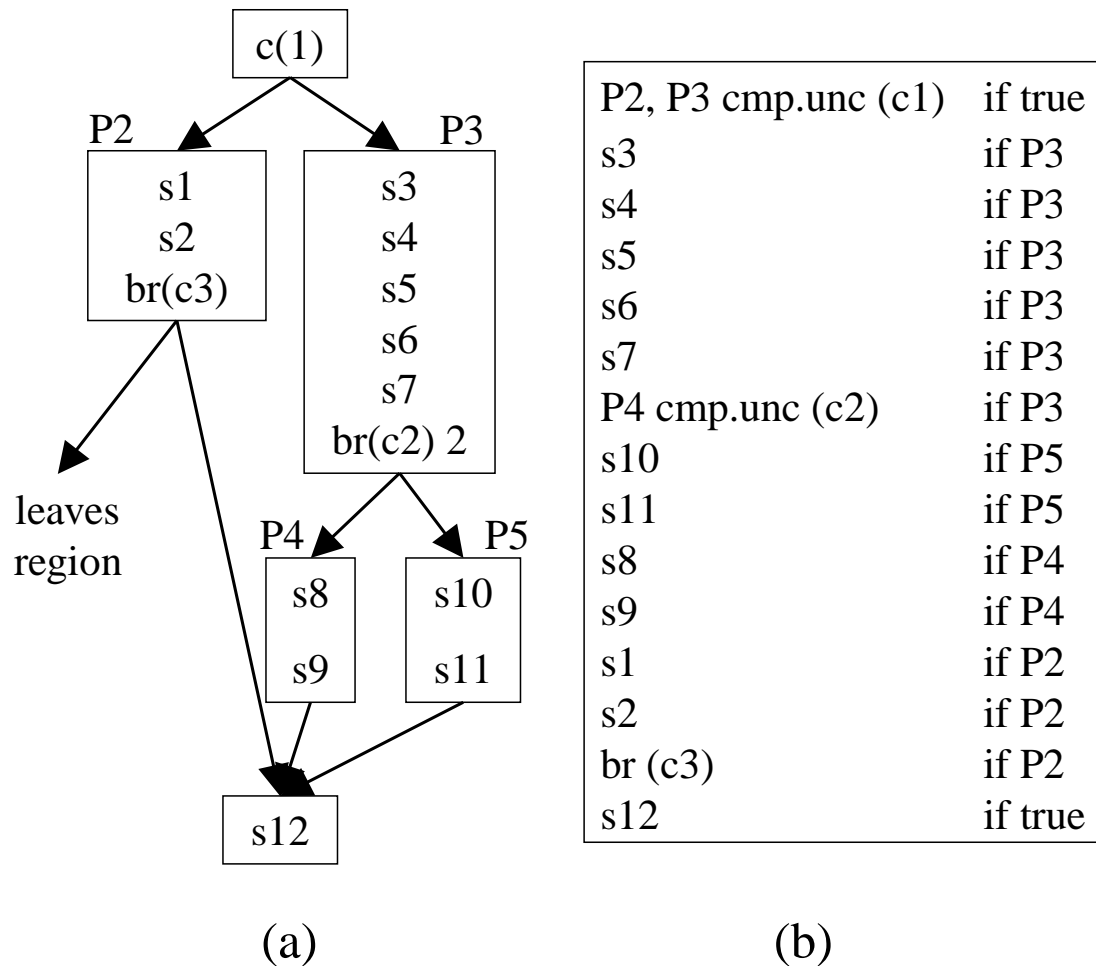 c(1)
P2
P3
s1
s2
br(c3)
s3
s4
s5
s6
s7
br(c2) 2
leaves
region
P4
P5
s8
s9
s10
s11
s12
(a)
P2, P3 cmp.unc (c1) if true
s3 if P3
s4 if P3
s5 if P3
s6 if P3
s7 if P3
P4 cmp.unc (c2) if P3
s10 if P5
s11 if P5
s8 if P4
s9 if P4
s1 if P2
s2 if P2
br (c3) if P2
s12 if true
(b)